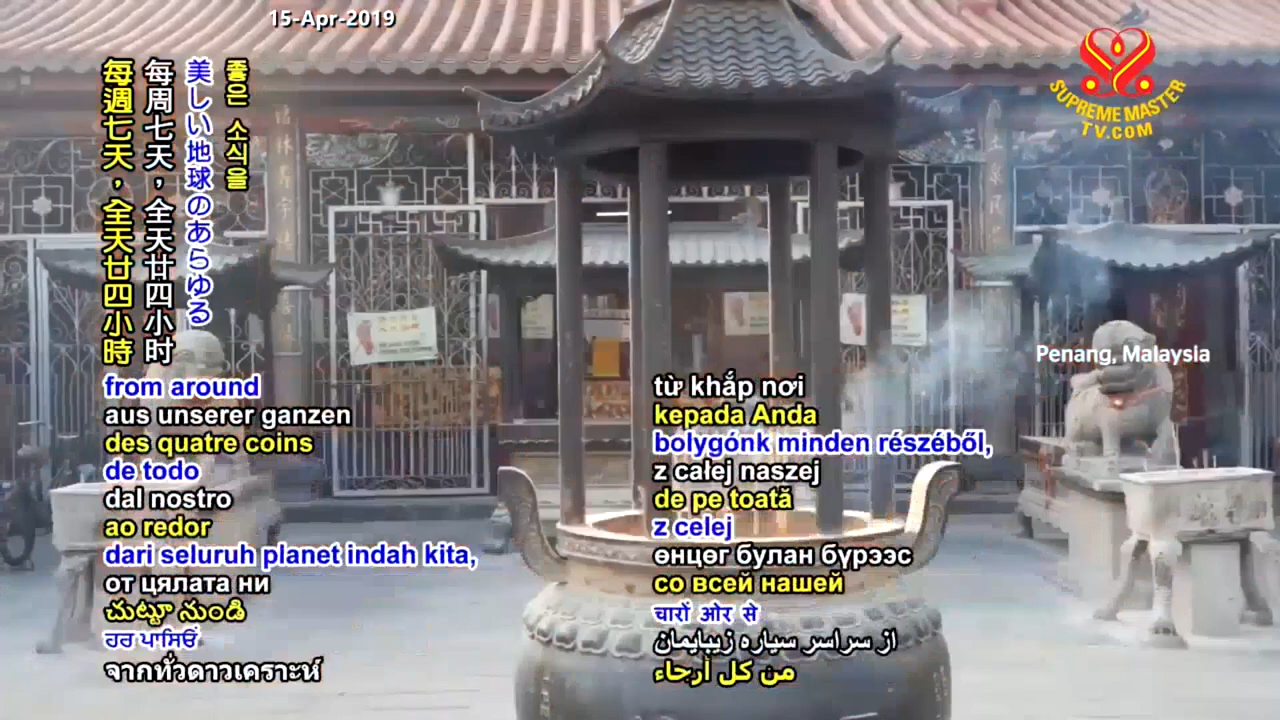 15-Apr-2019
SUPREME MASTER
TV.COM
每週七天，全天廿四小時
每周七天，全天廿四小时
美しい地球のあらゆる
좋은 소식을
Penang, Malaysia
from around
aus unserer ganzen
des quatre coins
de todo
dal nostro
ao redor
dari seluruh planet indah kita,
от цялата ни
చుట్టూ నుండి
ਹਰ ਪਾਸਿਓਂ
จากทั่วดาวเคราะห์
từ khắp nơi
kepada Anda
bolygónk minden részéből,
z całej naszej
de pe toată
z celej
өнцөг булан бүрээс
со всей нашей
चारों ओर से
از سراسر سیاره زیبایمان
من كل أرجاء